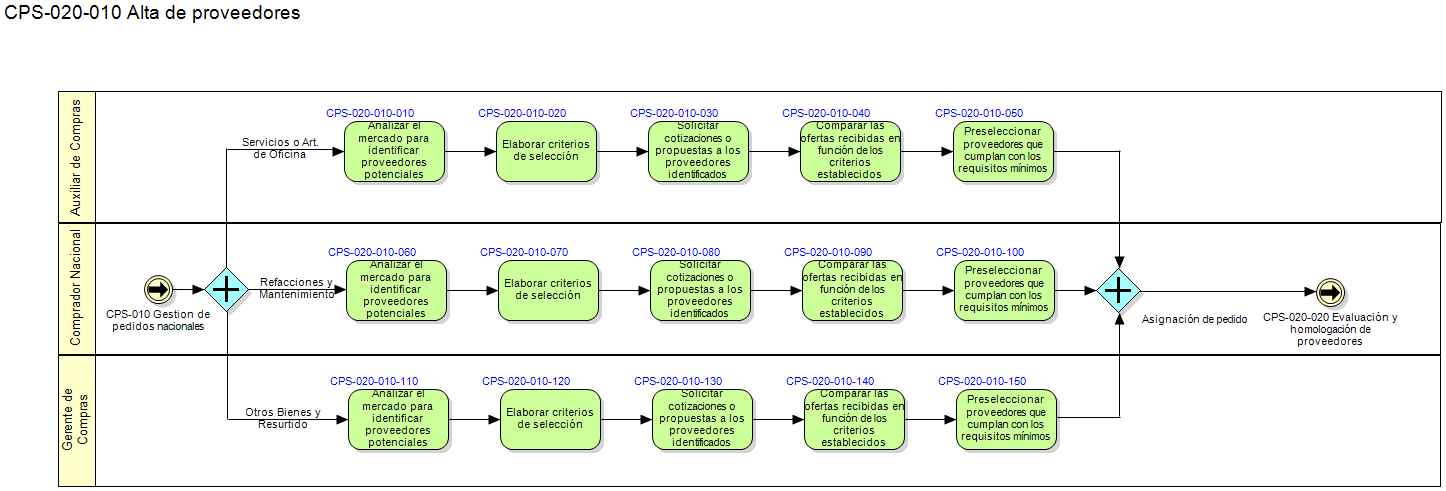 CPS-020-010 Alta de proveedores
Auxiliar de Compras
Servicios o Art.
de Oficina
CPS-020-010-010
Analizar el
mercado para
identificar
proveedores
potenciales
CPS-020-010-020
Elaborar criterios
de selección
CPS-020-010-030
Solicitar
cotizaciones o
propuestas a los
proveedores
identificados
CPS-020-010-040
Comparar las
ofertas recibidas en
función de los
criterios
establecidos
CPS-020-010-050
Preseleccionar
proveedores que
cumplan con los
requisitos mínimos
Comprador Nacional
CPS-010 Gestion de
pedidos nacionales
Refacciones y
Mantenimiento
CPS-020-010-060
Analizar el
mercado para
identificar
proveedores
potenciales
CPS-020-010-070
Elaborar criterios
de selección
CPS-020-010-080
Solicitar
cotizaciones o
propuestas a los
proveedores
identificados
CPS-020-010-090
Comparar las
ofertas recibidas en
función de los
criterios
establecidos
CPS-020-010-100
Preseleccionar
proveedores que
cumplan con los
requisitos mínimos
Asignación de pedido
CPS-020-020 Evaluación y
homologación de
proveedores
Gerente de
Compras
Otros Bienes y
Resurtido
CPS-020-010-110
Analizar el
mercado para
identificar
proveedores
potenciales
CPS-020-010-120
Elaborar criterios
de selección
CPS-020-010-130
Solicitar
cotizaciones o
propuestas a los
proveedores
identificados
CPS-020-010-140
Comparar las
ofertas recibidas en
función de los
criterios
establecidos
CPS-020-010-150
Preseleccionar
proveedores que
cumplan con los
requisitos mínimos